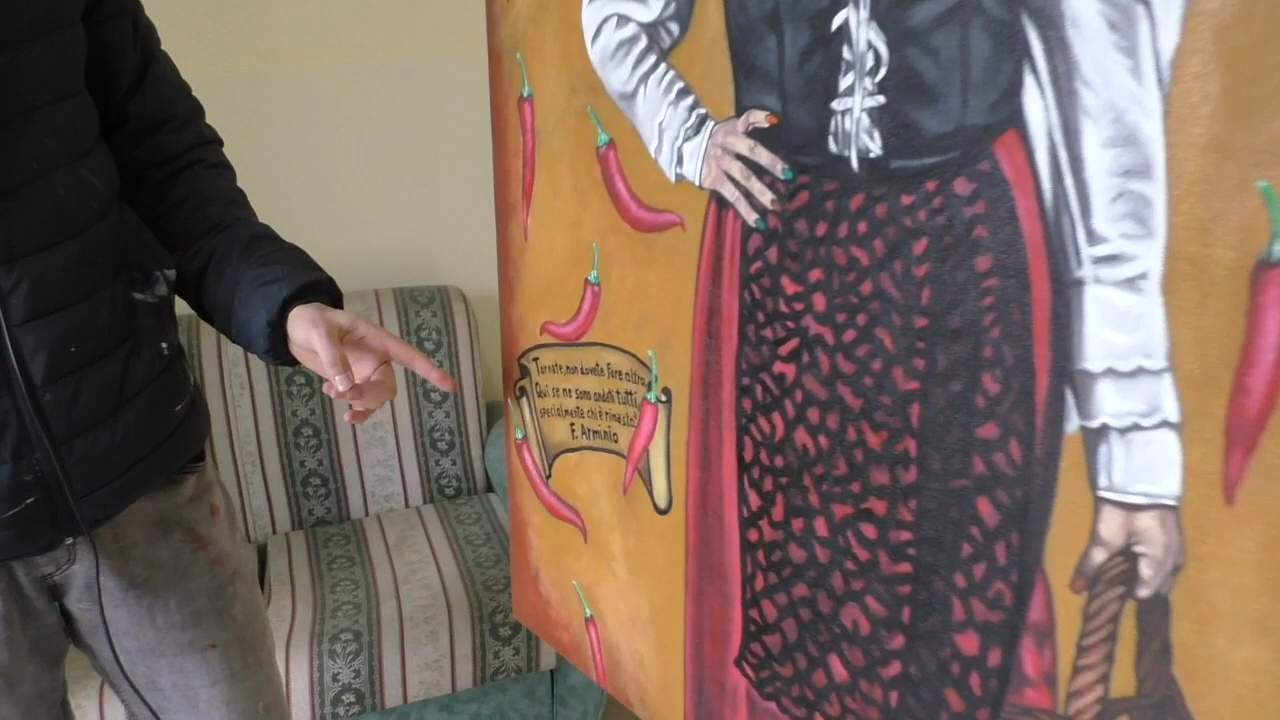 Tornate, non dovete fare altro.
Qui se ne sono andati tutti,
specialmente chi è rimasto.
F. Arminio